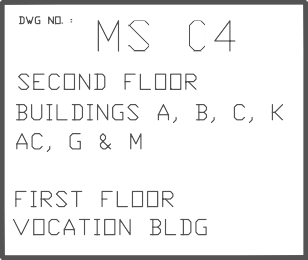 DWG NO. :
MS C4
SECOND FLOOR
BUILDINGS A, B, C, K
AC, G & M
FIRST FLOOR
VOCATION BLDG